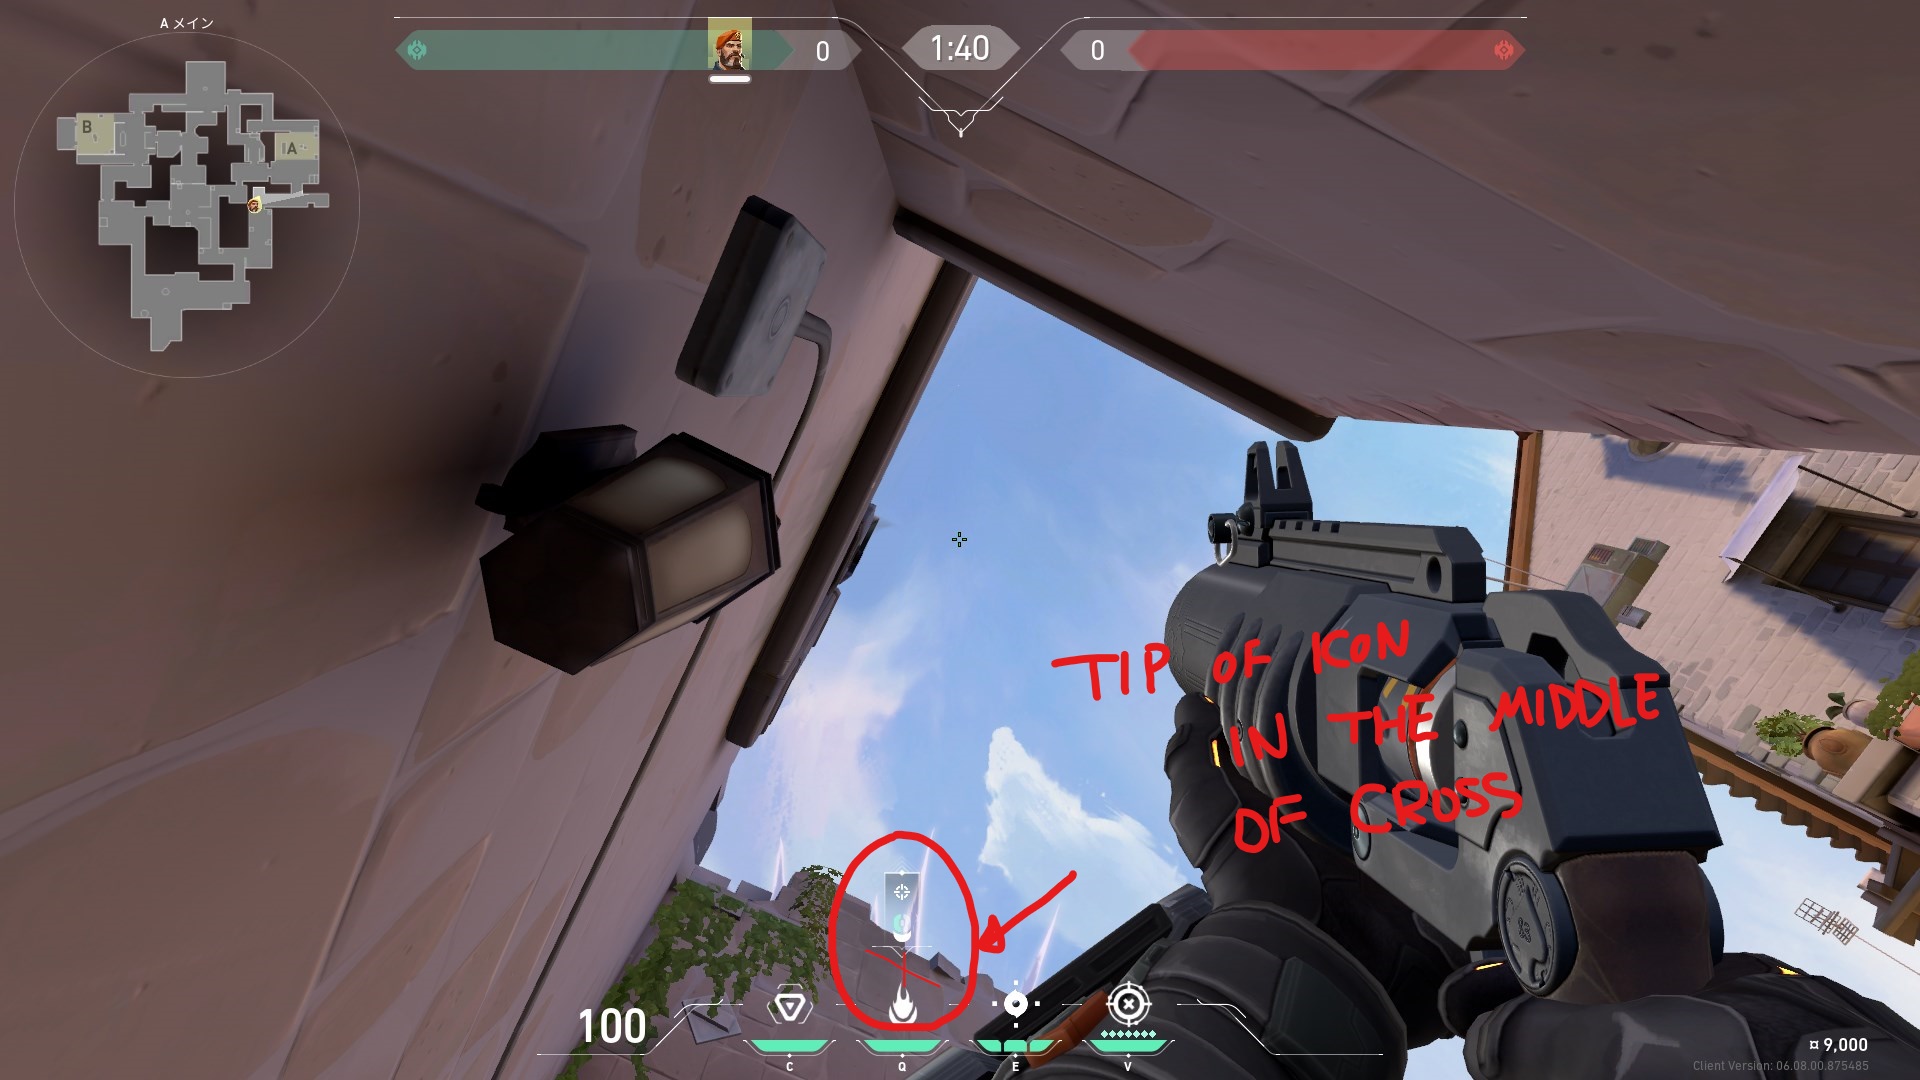 A メイン
0
1:40
0
B
A
TIP OF ICON
IN THE MIDDLE
OF CROSS
100
C
Q
E
V
¤ 9,000
Client Version: 06.08.00.875485